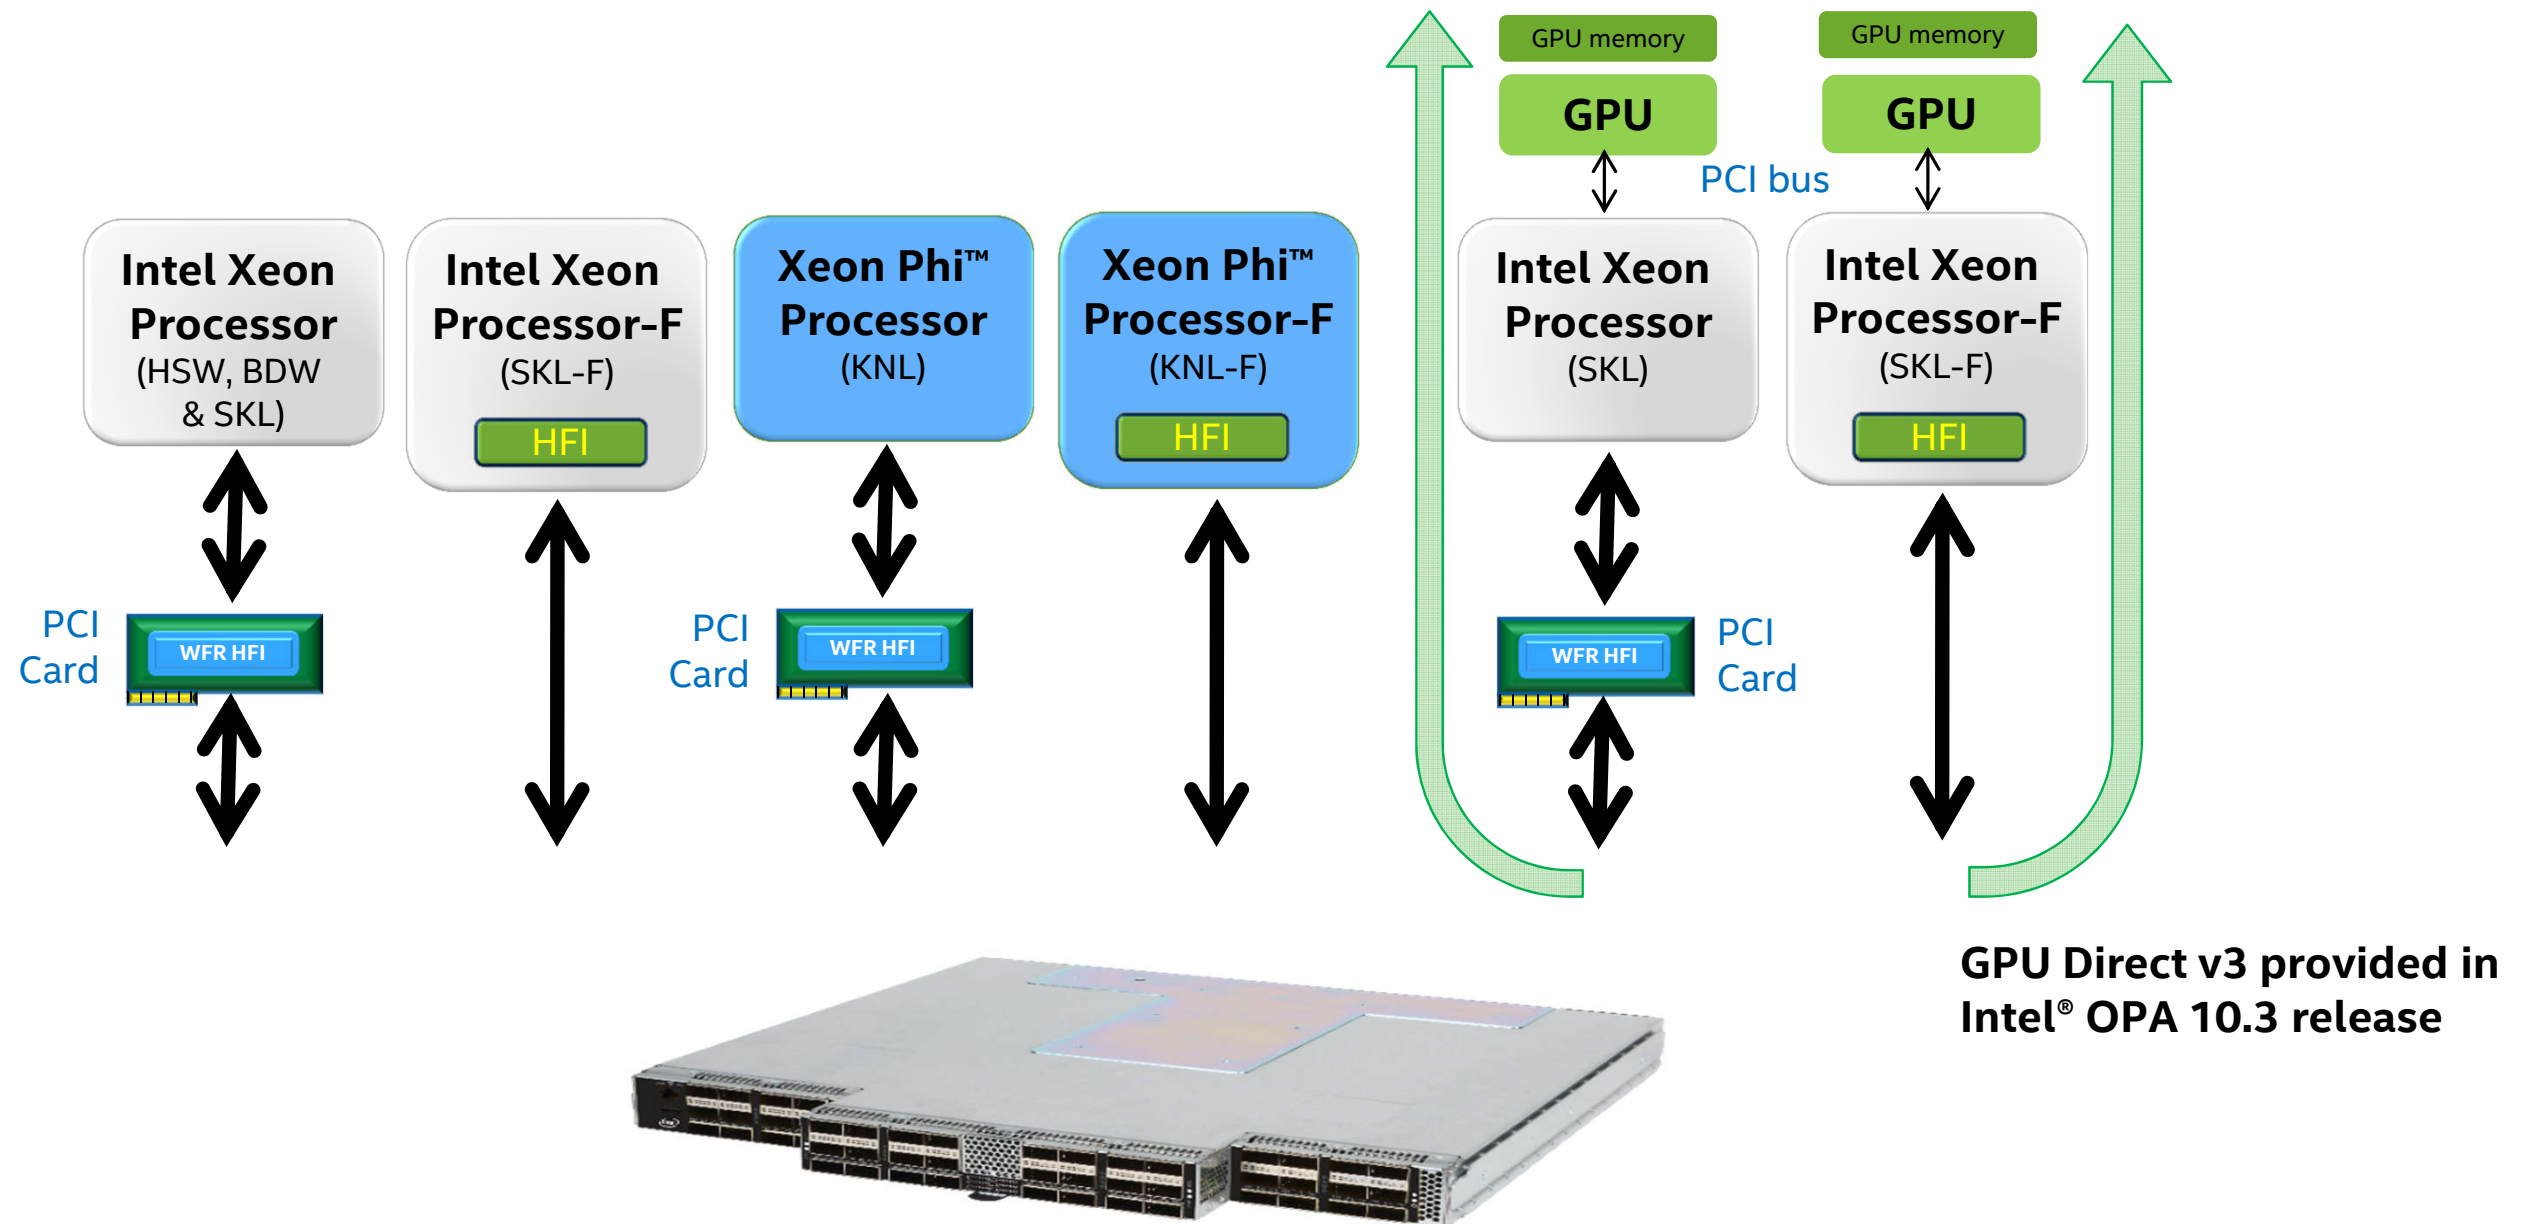 GPU memory
GPU memory
GPU
GPU
PCI bus
Intel Xeon
Processor
(HSW, BDW
& SKL)
Intel Xeon
Processor-F
(SKL-F)
HFI
Xeon Phi™
Processor
(KNL)
Xeon Phi™
Processor-F
(KNL-F)
HFI
Intel Xeon
Processor
(SKL)
Intel Xeon
Processor-F
(SKL-F)
HFI
PCI
Card
WFR HFI
PCI
Card
WFR HFI
WFR HFI
PCI
Card
GPU Direct v3 provided in
Intel® OPA 10.3 release